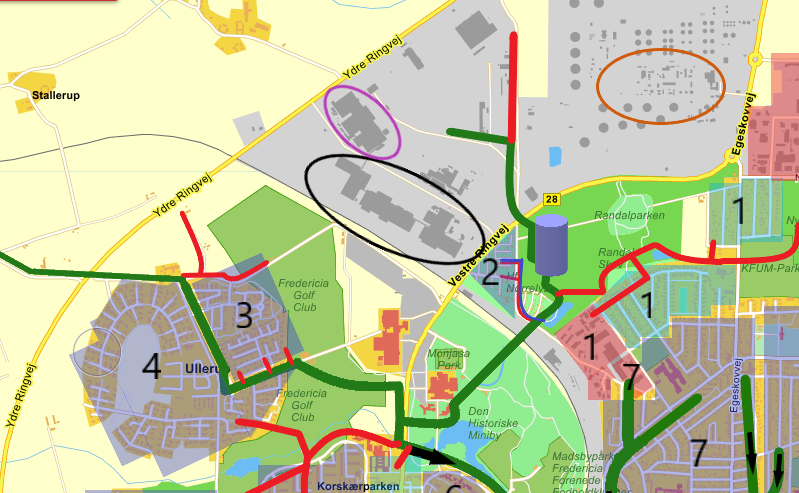 Ydre Ringvej
Stallerup
Egeskovvej
Ydre Ringvej
28
Randalparken
1
Vestre Ringvej
2
Nørrely
KFUM-Park
Fredericia
Golf
Club
3
1
4
1
Monjasa
Park
7
Ydre Ringvej
Fredericia
Golf
Club
Egeskovvej
Den
Historiske
Miniby
7
Madsbypark
Fredericia
Forenede
Korskærparken
6